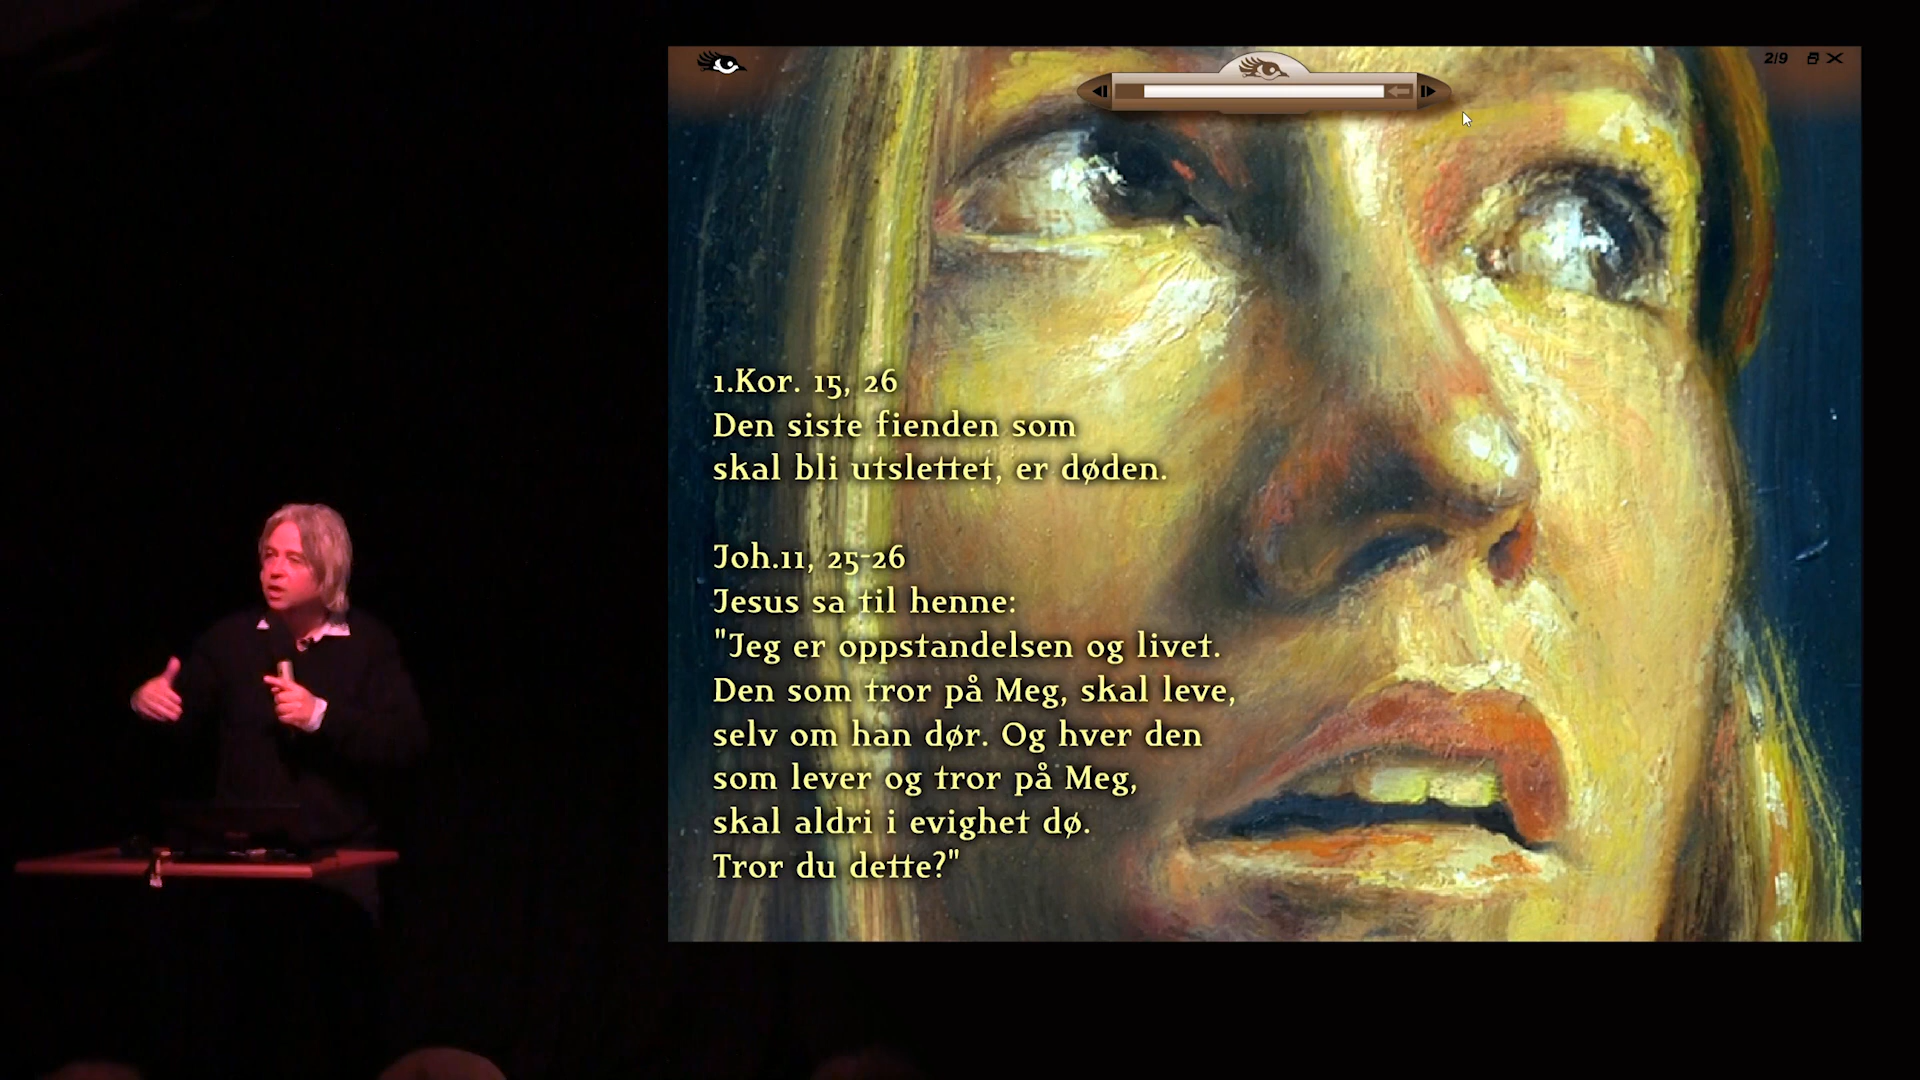 2/9
1.Kor. 15, 26
Den siste fienden som
skal bli utslettet, er døden.
Joh.11, 25-26
Jesus sa til henne:
"Jeg er oppstandelsen og livet.
Den som tror på Meg, skal leve,
selv om han dør. Og hver den
som lever og tror på Meg,
skal aldri i evighet dø.
Tror du dette?"